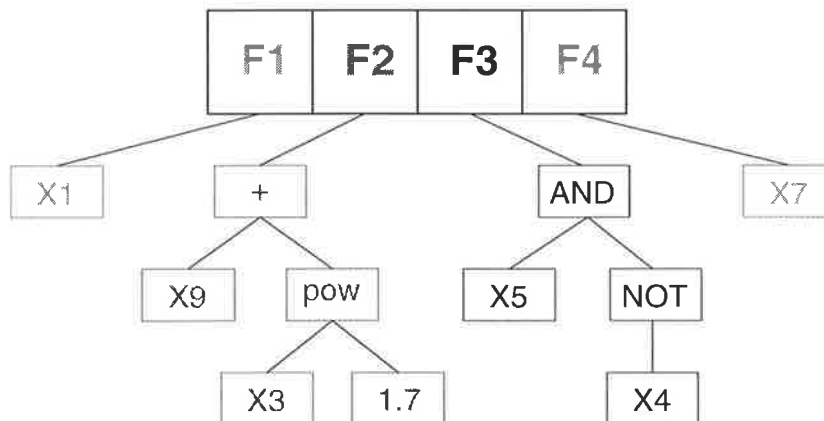 F1 F2 F3 F4
X1 + AND X7
X9 pow X5 NOT
X3 1.7 X4